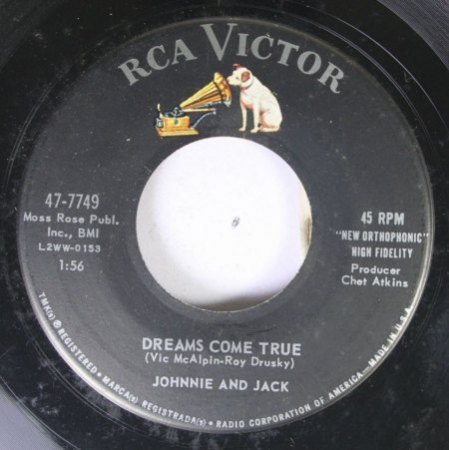 RCA VICTOR
47-7749
Moss Rose Publ.
Inc., BMI
L2WW-0153
1:56
45 RPM
"NEW ORTHOPHONIC"
HIGH FIDELITY
Producer
Chet Atkins
DREAMS COME TRUE
(Vic McAlpin-Roy Drusky)
JOHNNIE AND JACK
TMK(s) ® REGISTERED • MARCA(s) REGISTRADA(s) • RADIO CORPORATION OF AMERICA—MADE IN U.S.A.